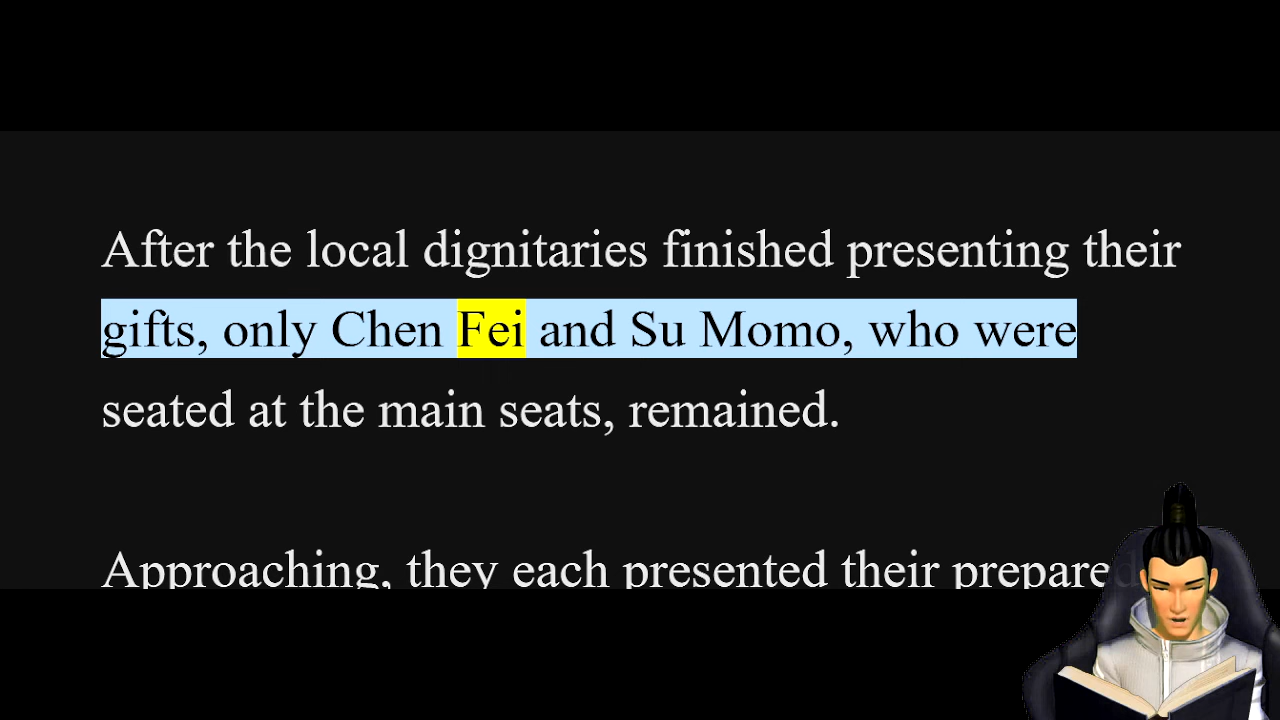 After the local dignitaries finished presenting their
gifts, only Chen Fei and Su Momo, who were
seated at the main seats, remained.
Approaching, they each presented their prepared